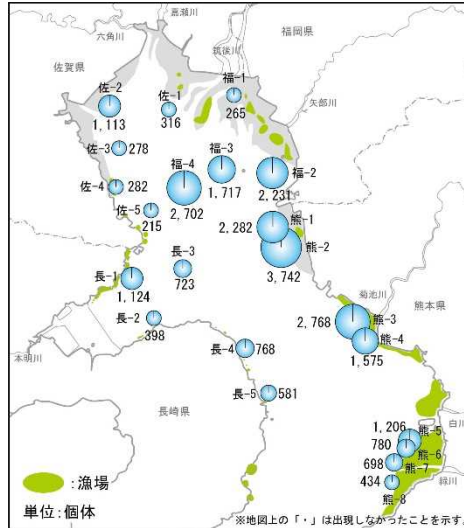 嘉瀬川
六角川
筑後川
福岡県
佐賀県
矢部川
佐-2
1,113
佐-1
316
福-1
265
佐-3
278
福-3
1,717
福-4
2,702
福-2
2,231
佐-4
282
佐-5
215
熊-1
2,282
熊-2
3,742
長-3
723
長-1
1,124
菊池川
熊本県
長-2
398
2,768
熊-3
熊-4
1,575
長-4
768
本明川
長-5
581
長崎県
白川
1,206
熊-5
780
熊-6
698
熊-7
緑川
434
熊-8
:漁場
単位:個体
※地図上の「・」は出現しなかったことを示す